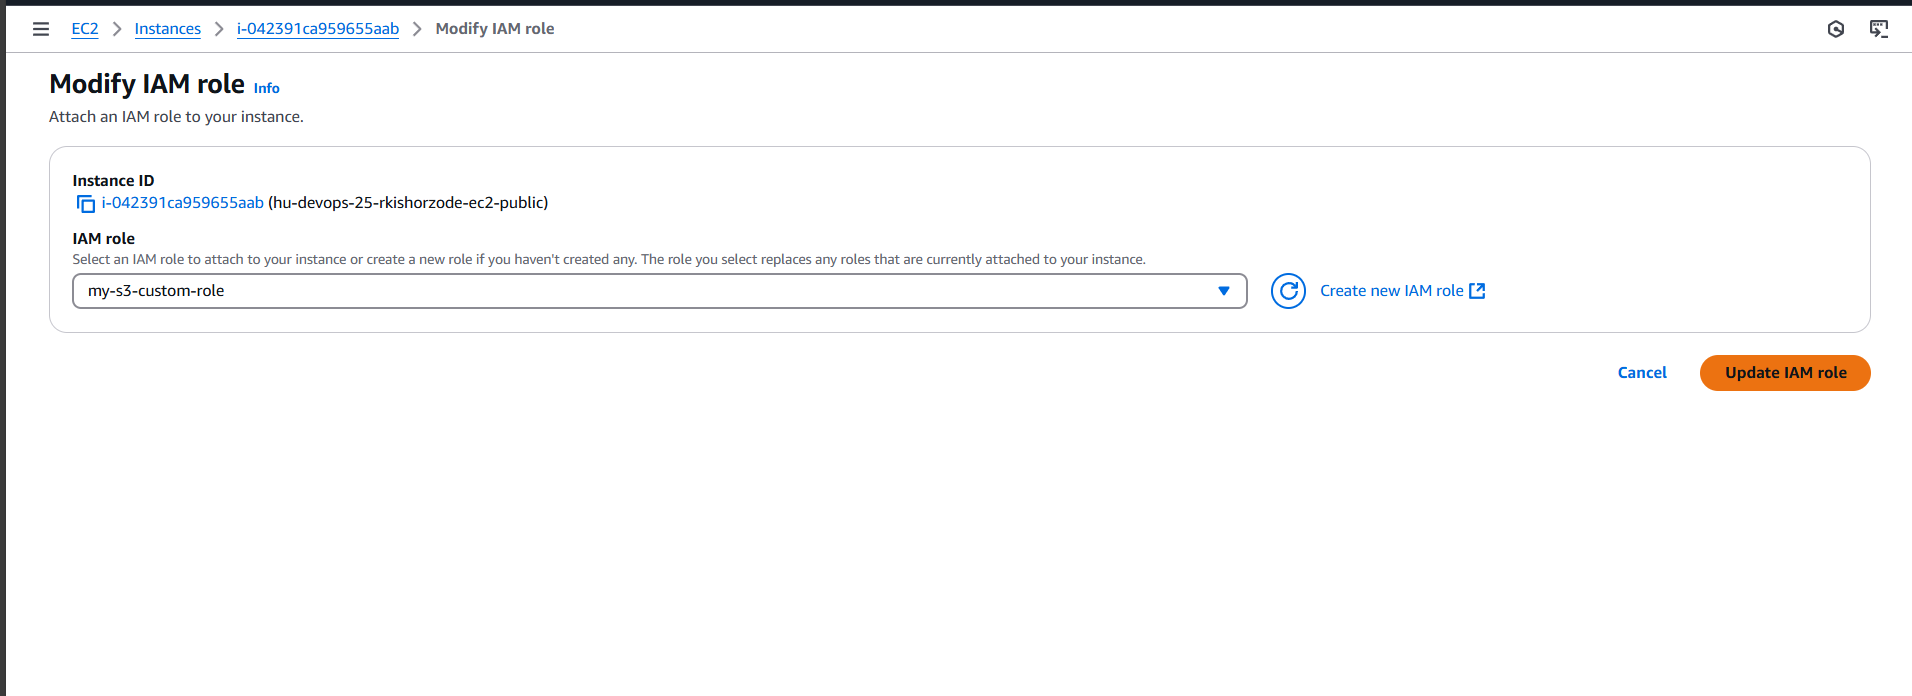 EC2 > Instances > i-042391ca959655aab > Modify IAM role
Modify IAM role Info
Attach an IAM role to your instance.
Instance ID
i-042391ca959655aab (hu-devops-25-rkishorzode-ec2-public)
IAM role
Select an IAM role to attach to your instance or create a new role if you haven't created any. The role you select replaces any roles that are currently attached to your instance.
my-s3-custom-role
Create new IAM role
Cancel
Update IAM role